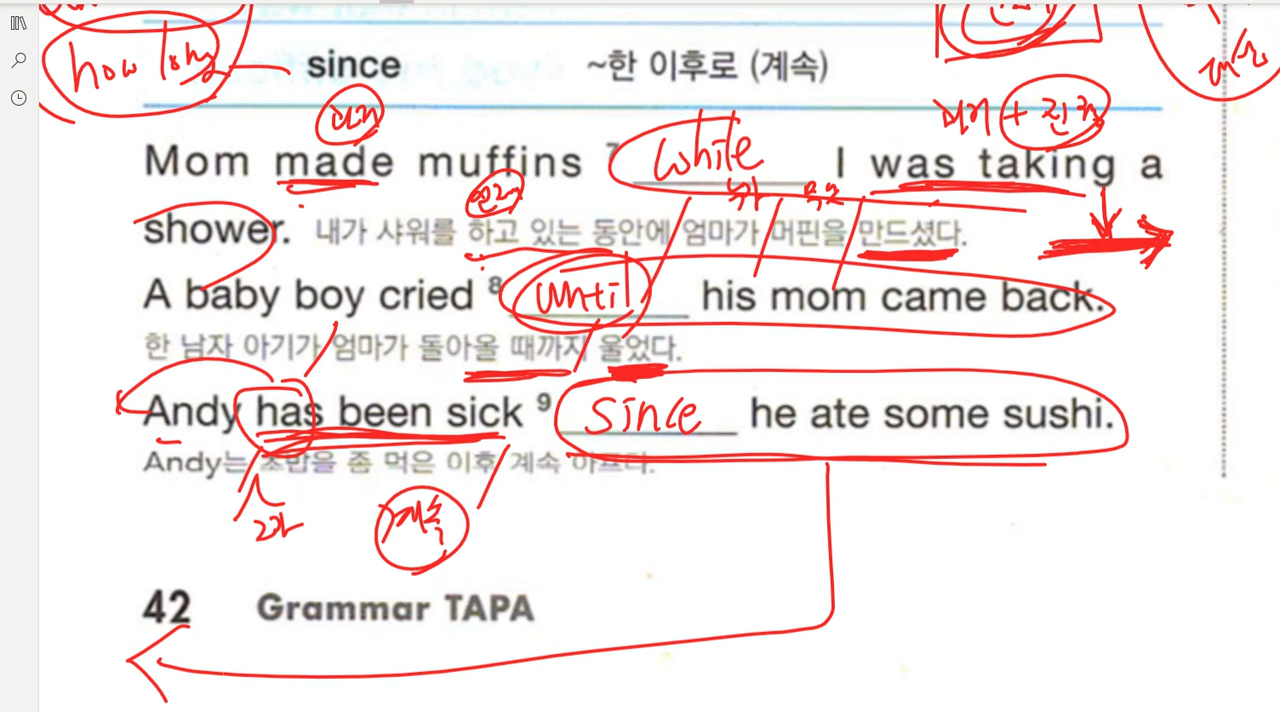 how long since ~한 이후로 (계속)
과거 과거 + 진행
Mom made muffins 7 while I was taking a
shower. 내가 샤워를 하고 있는 동안에 엄마가 머핀을 만드셨다.
A baby boy cried 8 until his mom came back.
한 남자 아기가 엄마가 돌아올 때까지 울었다.
Andy has been sick 9 since he ate some sushi.
Andy는 초밥을 좀 먹은 이후 계속 아프다.
계속
42 Grammar TAPA